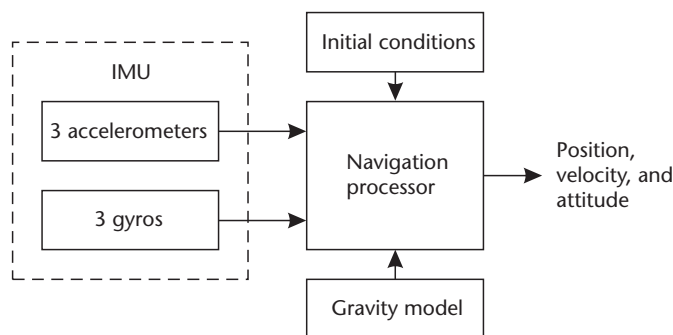 Initial conditions
IMU
3 accelerometers
3 gyros
Navigation
processor
Position,
velocity, and
attitude
Gravity model